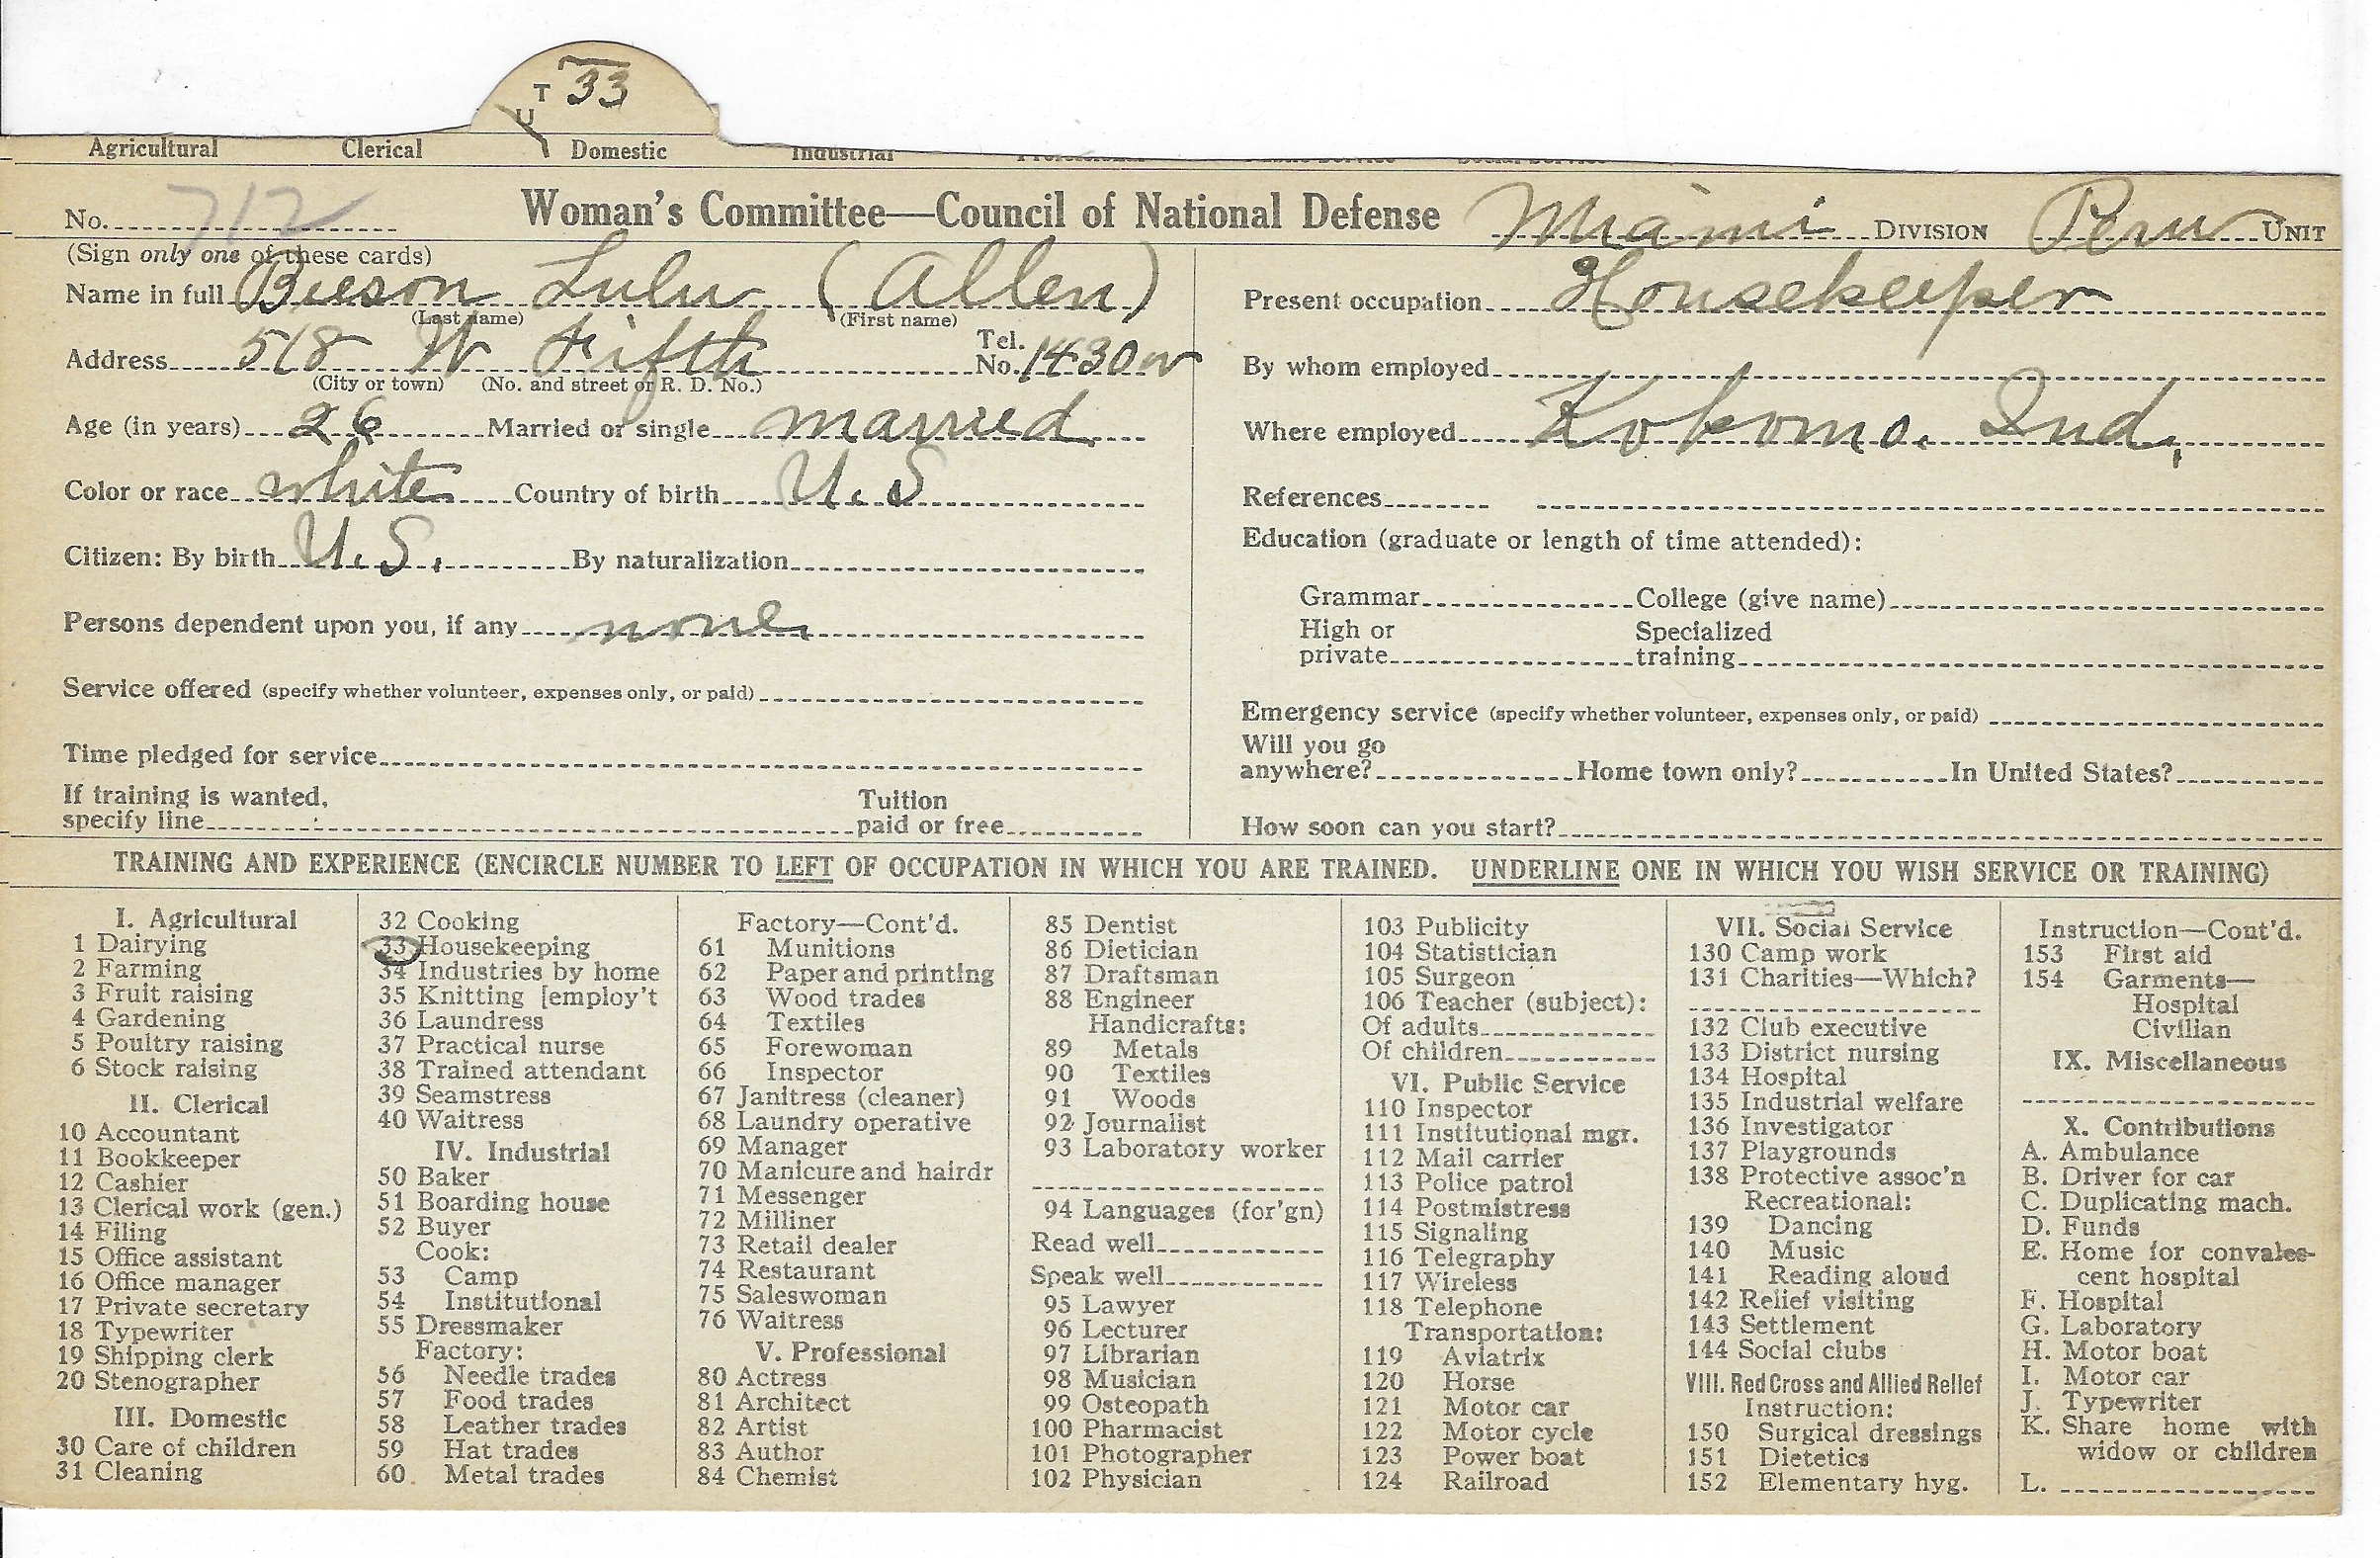 T 33
U
Agricultural Clerical Domestic Industrial Professional Public Service Social Service
No. 712 Woman's Committee—Council of National Defense Miami DIVISION Peru UNIT
(Sign only one of these cards)
Name in full Beeson Lulu (Allen)
(Last name) (First name)
Address 518 W Fifth Tel. No. 1430W
(City or town) (No. and street or R. D. No.)
Age (in years) 26 Married or single married
Color or race white Country of birth U. S
Citizen: By birth U. S. By naturalization
Persons dependent upon you, if any none
Service offered (specify whether volunteer, expenses only, or paid)
Time pledged for service
If training is wanted,
specify line
Tuition
paid or free
Present occupation Housekeeper
By whom employed
Where employed Kokomo. Ind.
References
Education (graduate or length of time attended):
Grammar College (give name)
High or
private
Specialized
training
Emergency service (specify whether volunteer, expenses only, or paid)
Will you go
anywhere? Home town only? In United States?
How soon can you start?
TRAINING AND EXPERIENCE (ENCIRCLE NUMBER TO LEFT OF OCCUPATION IN WHICH YOU ARE TRAINED. UNDERLINE ONE IN WHICH YOU WISH SERVICE OR TRAINING)
I. Agricultural
1 Dairying
2 Farming
3 Fruit raising
4 Gardening
5 Poultry raising
6 Stock raising
II. Clerical
10 Accountant
11 Bookkeeper
12 Cashier
13 Clerical work (gen.)
14 Filing
15 Office assistant
16 Office manager
17 Private secretary
18 Typewriter
19 Shipping clerk
20 Stenographer
III. Domestic
30 Care of children
31 Cleaning
32 Cooking
33 Housekeeping
34 Industries by home
35 Knitting [employ't
36 Laundress
37 Practical nurse
38 Trained attendant
39 Seamstress
40 Waitress
IV. Industrial
50 Baker
51 Boarding house
52 Buyer
Cook:
53 Camp
54 Institutional
55 Dressmaker
Factory:
56 Needle trades
57 Food trades
58 Leather trades
59 Hat trades
60 Metal trades
Factory—Cont'd.
61 Munitions
62 Paper and printing
63 Wood trades
64 Textiles
65 Forewoman
66 Inspector
67 Janitress (cleaner)
68 Laundry operative
69 Manager
70 Manicure and hairdr
71 Messenger
72 Milliner
73 Retail dealer
74 Restaurant
75 Saleswoman
76 Waitress
V. Professional
80 Actress
81 Architect
82 Artist
83 Author
84 Chemist
85 Dentist
86 Dietician
87 Draftsman
88 Engineer
Handicrafts:
89 Metals
90 Textiles
91 Woods
92 Journalist
93 Laboratory worker
94 Languages (for'gn)
Read well
Speak well
95 Lawyer
96 Lecturer
97 Librarian
98 Musician
99 Osteopath
100 Pharmacist
101 Photographer
102 Physician
103 Publicity
104 Statistician
105 Surgeon
106 Teacher (subject):
Of adults
Of children
VI. Public Service
110 Inspector
111 Institutional mgr.
112 Mail carrier
113 Police patrol
114 Postmistress
115 Signaling
116 Telegraphy
117 Wireless
118 Telephone
Transportation:
119 Aviatrix
120 Horse
121 Motor car
122 Motor cycle
123 Power boat
124 Railroad
VII. Social Service
130 Camp work
131 Charities—Which?
132 Club executive
133 District nursing
134 Hospital
135 Industrial welfare
136 Investigator
137 Playgrounds
138 Protective assoc'n
Recreational:
139 Dancing
140 Music
141 Reading aloud
142 Relief visiting
143 Settlement
144 Social clubs
VIII. Red Cross and Allied Relief
Instruction:
150 Surgical dressings
151 Dietetics
152 Elementary hyg.
Instruction—Cont'd.
153 First aid
154 Garments—
Hospital
Civilian
IX. Miscellaneous
X. Contributions
A. Ambulance
B. Driver for car
C. Duplicating mach.
D. Funds
E. Home for convales-
cent hospital
F. Hospital
G. Laboratory
H. Motor boat
I. Motor car
J. Typewriter
K. Share home with
widow or children
L.